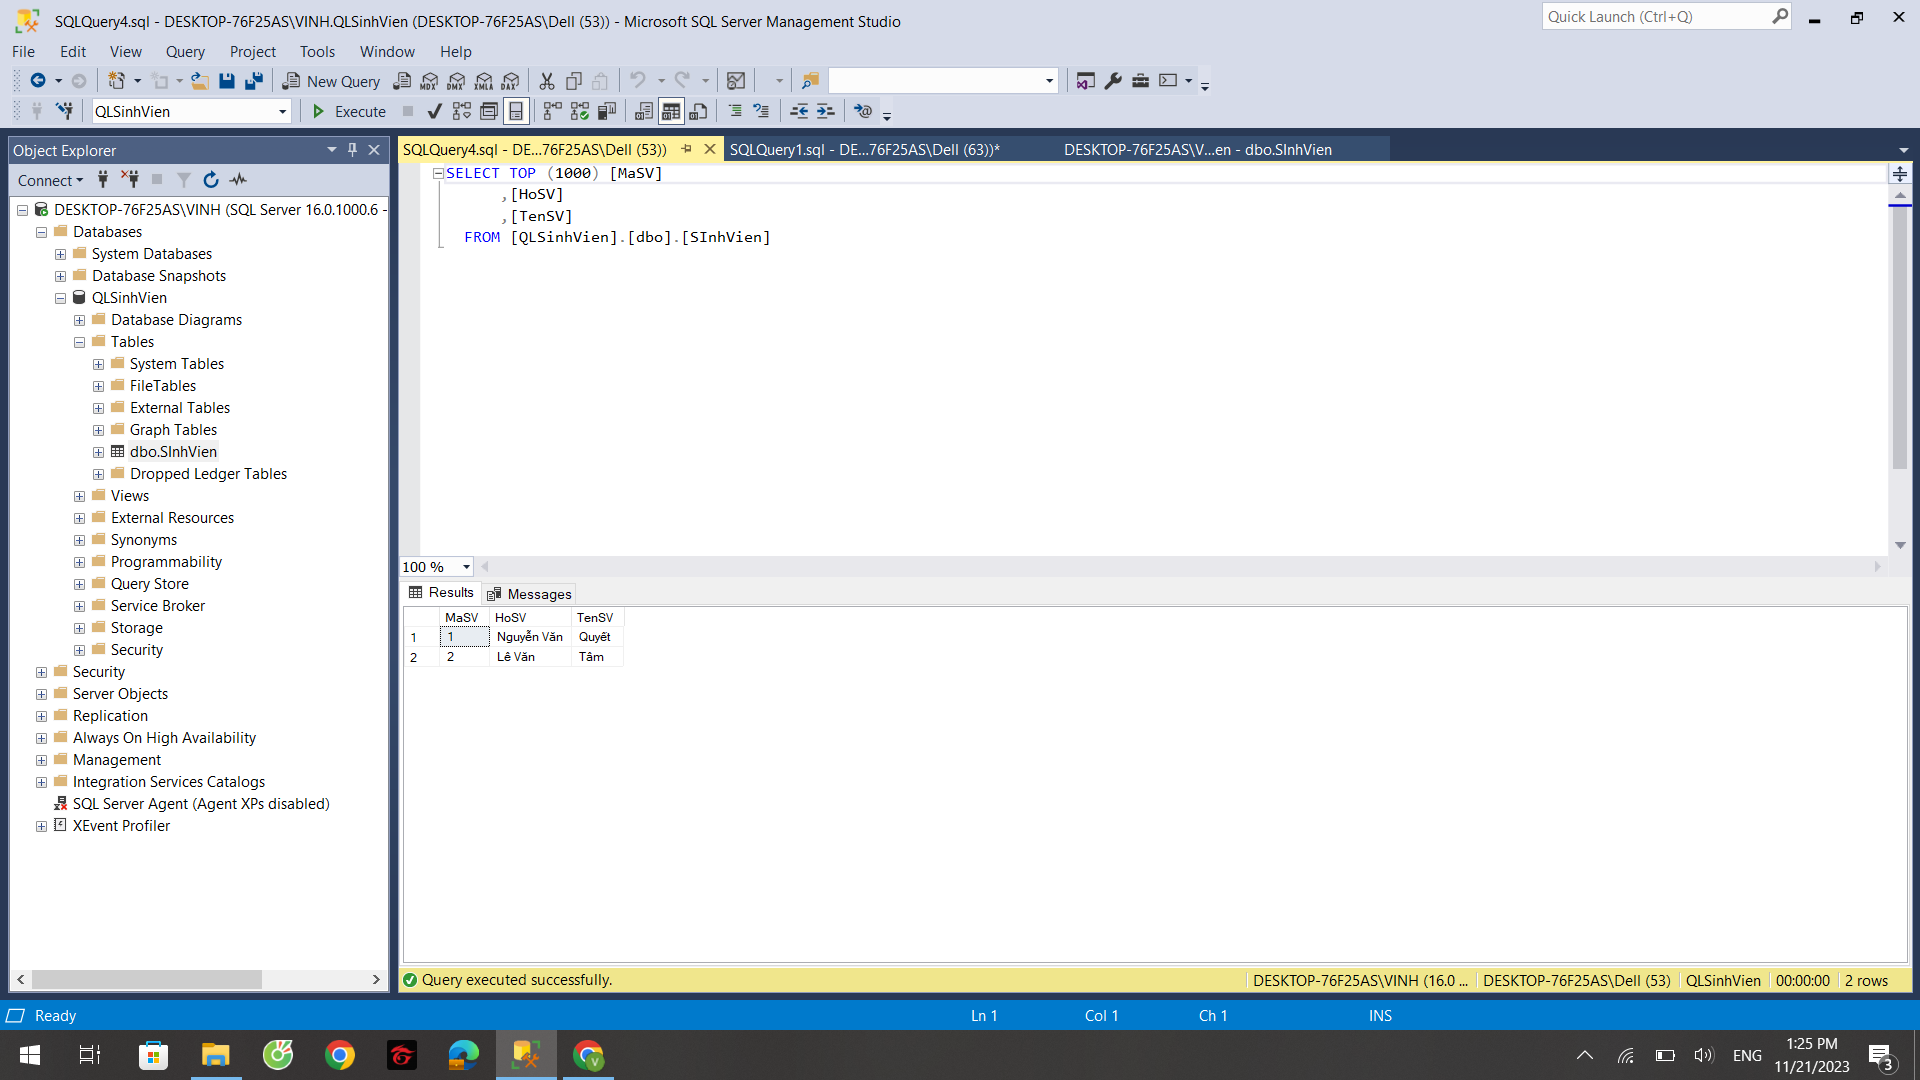 SQLQuery4.sql - DESKTOP-76F25AS\VINH.QLSinhVien (DESKTOP-76F25AS\Dell (53)) - Microsoft SQL Server Management Studio
Quick Launch (Ctrl+Q)
File Edit View Query Project Tools Window Help
New Query MDX DMX XMLA DAX
QLSinhVien Execute
Object Explorer
Connect
DESKTOP-76F25AS\VINH (SQL Server 16.0.1000.6 -
Databases
System Databases
Database Snapshots
QLSinhVien
Database Diagrams
Tables
System Tables
FileTables
External Tables
Graph Tables
dbo.SInhVien
Dropped Ledger Tables
Views
External Resources
Synonyms
Programmability
Query Store
Service Broker
Storage
Security
Security
Server Objects
Replication
Always On High Availability
Management
Integration Services Catalogs
SQL Server Agent (Agent XPs disabled)
XEvent Profiler
SQLQuery4.sql - DE...76F25AS\Dell (53)) SQLQuery1.sql - DE...76F25AS\Dell (63))* DESKTOP-76F25AS\V...en - dbo.SInhVien
SELECT TOP (1000) [MaSV]
,[HoSV]
,[TenSV]
FROM [QLSinhVien].[dbo].[SInhVien]
100 %
Results Messages
MaSV HoSV TenSV
1 1 Nguyễn Văn Quyết
2 2 Lê Văn Tâm
Query executed successfully. DESKTOP-76F25AS\VINH (16.0 ... DESKTOP-76F25AS\Dell (53) QLSinhVien 00:00:00 2 rows
Ready Ln 1 Col 1 Ch 1 INS
ENG 1:25 PM
11/21/2023
3